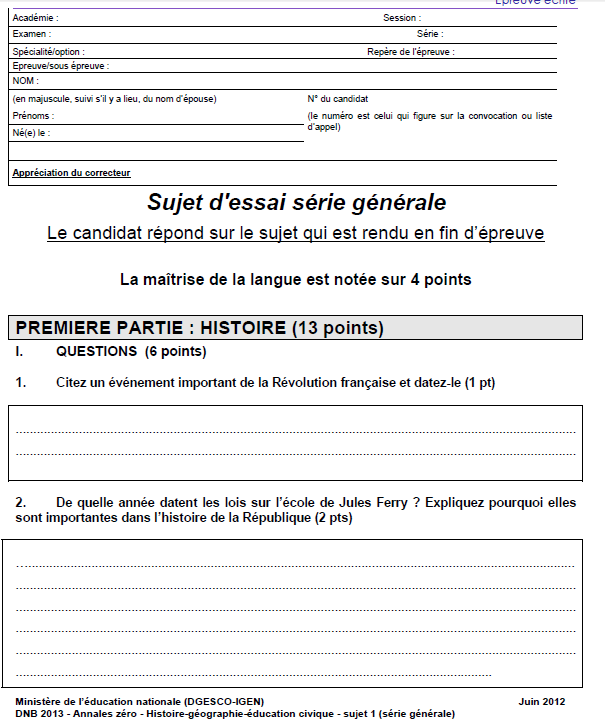 Epreuve écrite
Académie : Session :
Examen : Série :
Spécialité/option : Repère de l'épreuve :
Epreuve/sous épreuve :
NOM :
(en majuscule, suivi s'il y a lieu, du nom d'épouse) N° du candidat
Prénoms : (le numéro est celui qui figure sur la convocation ou liste
Né(e) le : d'appel)
Appréciation du correcteur
Sujet d'essai série générale
Le candidat répond sur le sujet qui est rendu en fin d'épreuve
La maîtrise de la langue est notée sur 4 points
PREMIERE PARTIE : HISTOIRE (13 points)
I. QUESTIONS (6 points)
1. Citez un événement important de la Révolution française et datez-le (1 pt)
2. De quelle année datent les lois sur l'école de Jules Ferry ? Expliquez pourquoi elles
sont importantes dans l'histoire de la République (2 pts)
Ministère de l'éducation nationale (DGESCO-IGEN) Juin 2012
DNB 2013 - Annales zéro - Histoire-géographie-éducation civique - sujet 1 (série générale)